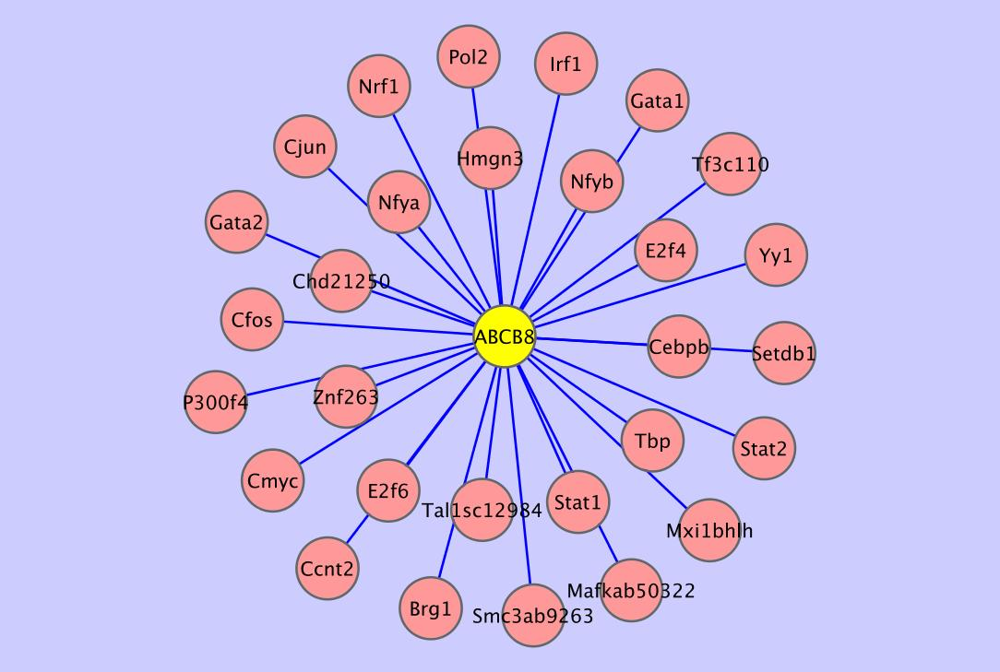 Pol2
Irf1
Nrf1
Gata1
Cjun
Hmgn3
Tf3c110
Nfyb
Nfya
Gata2
E2f4
Yy1
Chd21250
Cfos
ABCB8
Cebpb
Setdb1
P300f4
Znf263
Tbp
Stat2
Cmyc
E2f6
Tal1sc12984
Stat1
Mxi1bhlh
Ccnt2
Mafkab50322
Brg1
Smc3ab9263